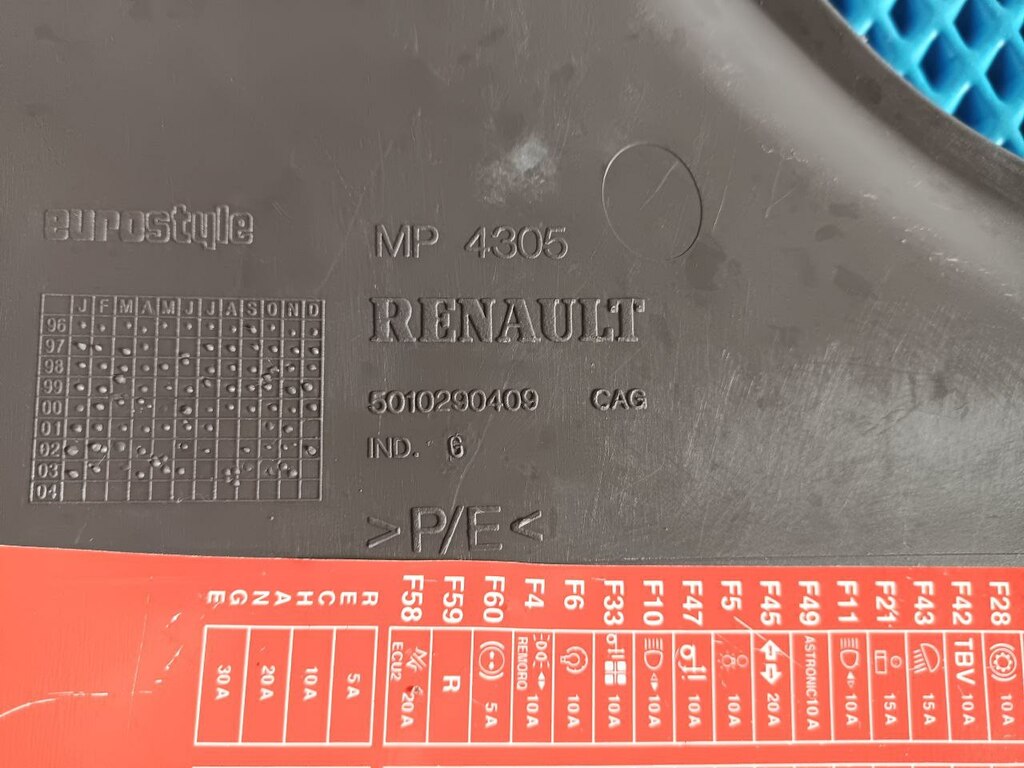 eurostyle
MP 4305
RENAULT
5010290409 CAG
IND. 6
>P/E<
J F M A M J J A S O N D
96
97
98
99
00
01
02
03
04
RECHANGE
30A
20A
10A
5A
F58 ECU2 20A
F59 R
F60 5A
F4 REMORQ 10A
F6 10A
F33 10A
F10 10A
F47 10A
F5 10A
F45 20A
F49 ASTRONIC 10A
F11 10A
F21 15A
F43 15A
F42 TBV 10A
F28 10A